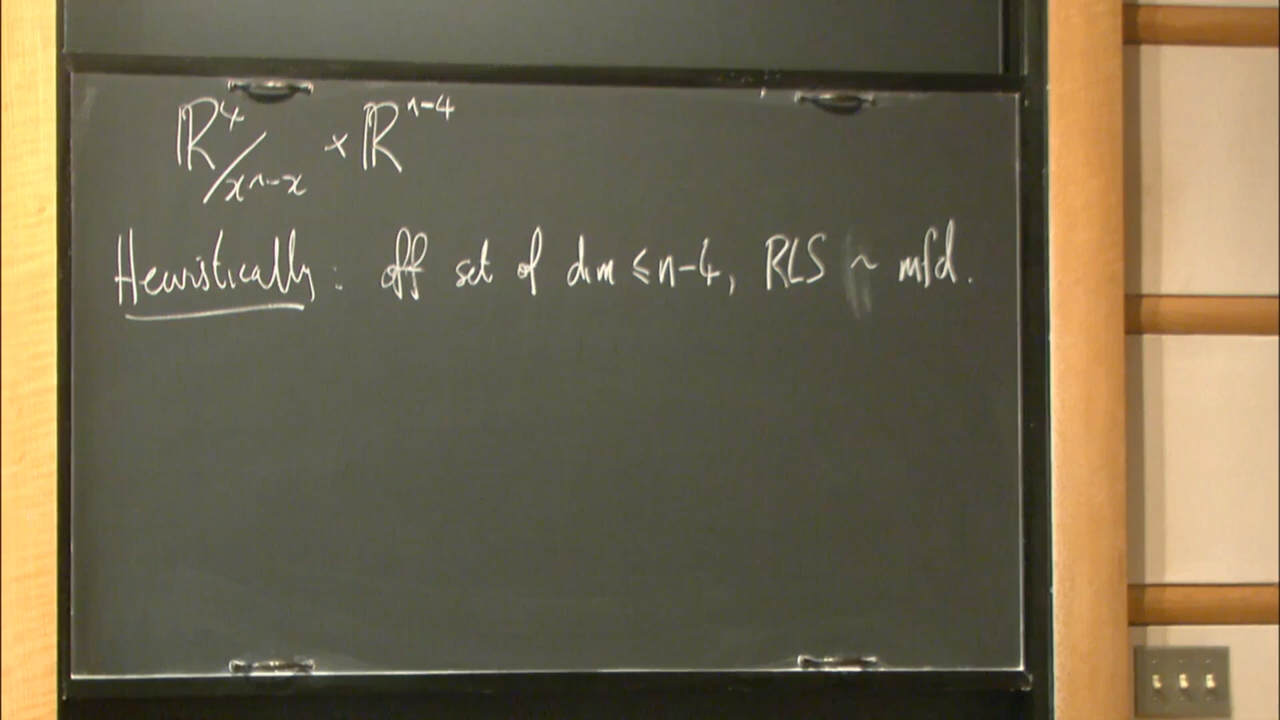 ℝ⁴/x~-x × ℝⁿ⁻⁴
Heuristically: off set of dim ≤ n-4, RLS ~ mfd.